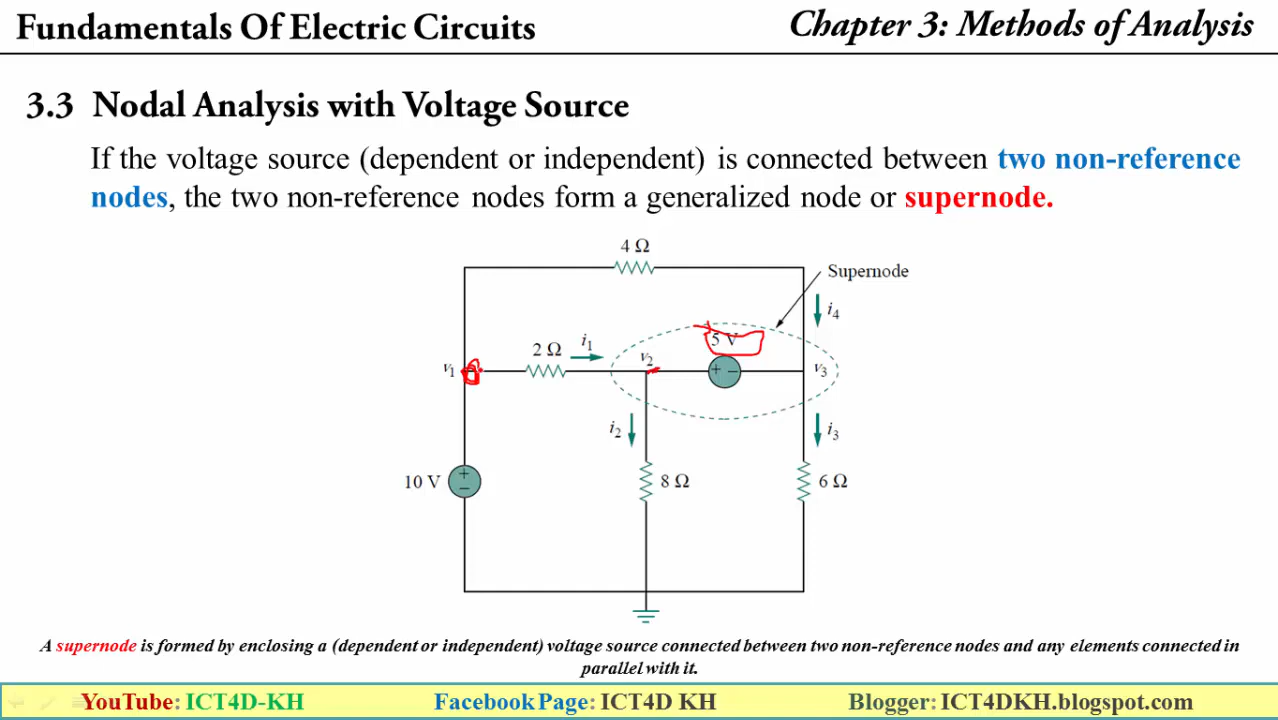 Fundamentals Of Electric Circuits
Chapter 3: Methods of Analysis
3.3 Nodal Analysis with Voltage Source
If the voltage source (dependent or independent) is connected between two non-reference
nodes, the two non-reference nodes form a generalized node or supernode.
4 Ω
Supernode
i4
5 V
2 Ω
i1
v1
v2
+ −
v3
i2
i3
10 V
+
−
8 Ω
6 Ω
A supernode is formed by enclosing a (dependent or independent) voltage source connected between two non-reference nodes and any elements connected in
parallel with it.
YouTube: ICT4D-KH
Facebook Page: ICT4D KH
Blogger: ICT4DKH.blogspot.com